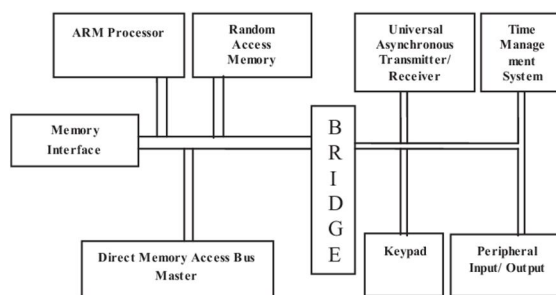 ARM Processor
Random
Access
Memory
Universal
Asynchronous
Transmitter/
Receiver
Time
Manage
ment
System
Memory
Interface
B
R
I
D
G
E
Direct Memory Access Bus
Master
Keypad
Peripheral
Input/ Output